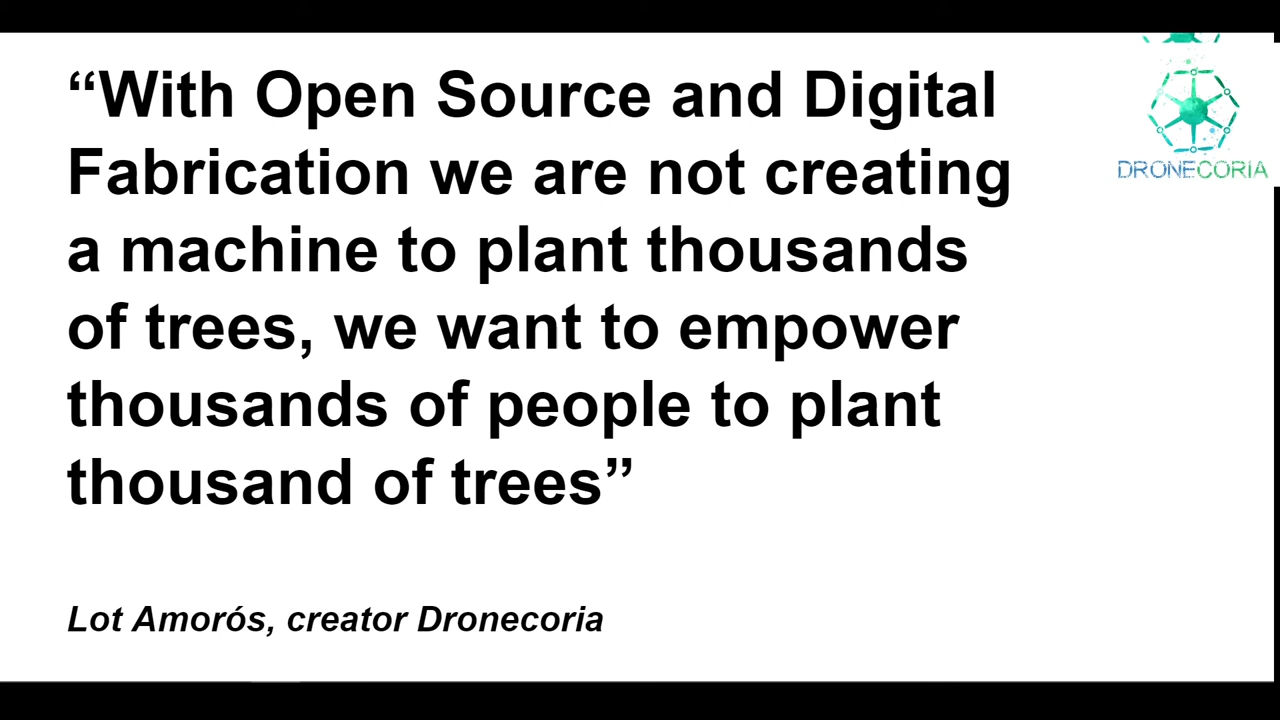 “With Open Source and Digital
Fabrication we are not creating
a machine to plant thousands
of trees, we want to empower
thousands of people to plant
thousand of trees”
Lot Amorós, creator Dronecoria
DRONECORIA